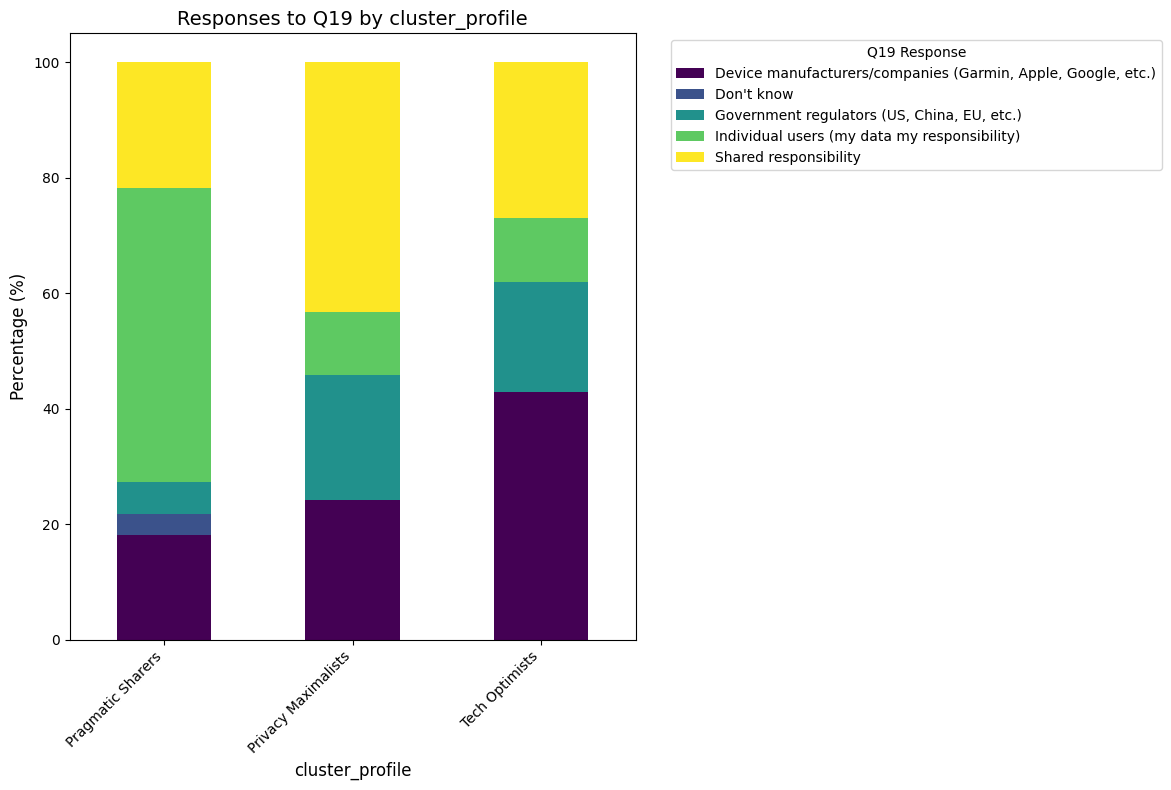 Responses to Q19 by cluster_profile
Percentage (%)
100
80
60
40
20
0
Pragmatic Sharers
Privacy Maximalists
Tech Optimists
cluster_profile
Q19 Response
Device manufacturers/companies (Garmin, Apple, Google, etc.)
Don't know
Government regulators (US, China, EU, etc.)
Individual users (my data my responsibility)
Shared responsibility